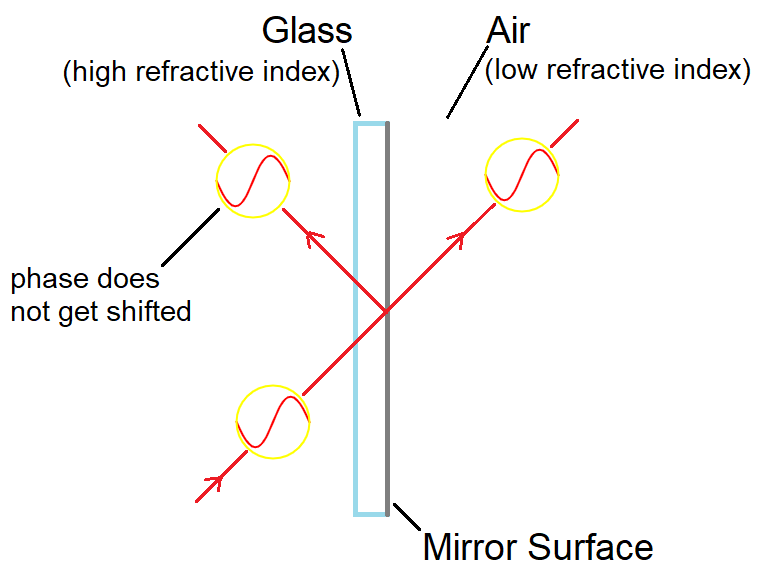 Glass
(high refractive index)
Air
(low refractive index)
phase does
not get shifted
Mirror Surface